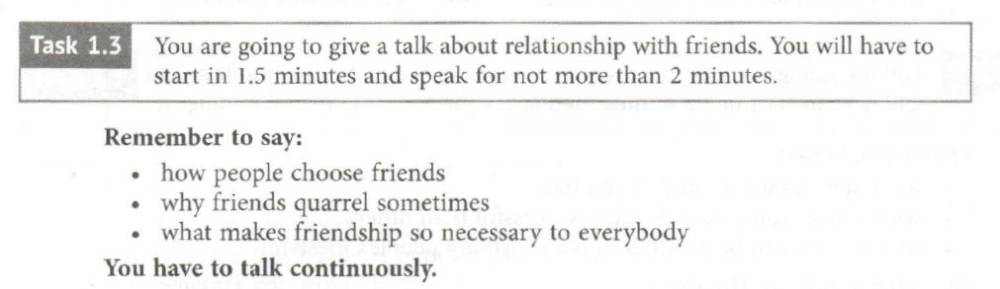 Task 1.3 You are going to give a talk about relationship with friends. You will have to
start in 1.5 minutes and speak for not more than 2 minutes.
Remember to say:
• how people choose friends
• why friends quarrel sometimes
• what makes friendship so necessary to everybody
You have to talk continuously.